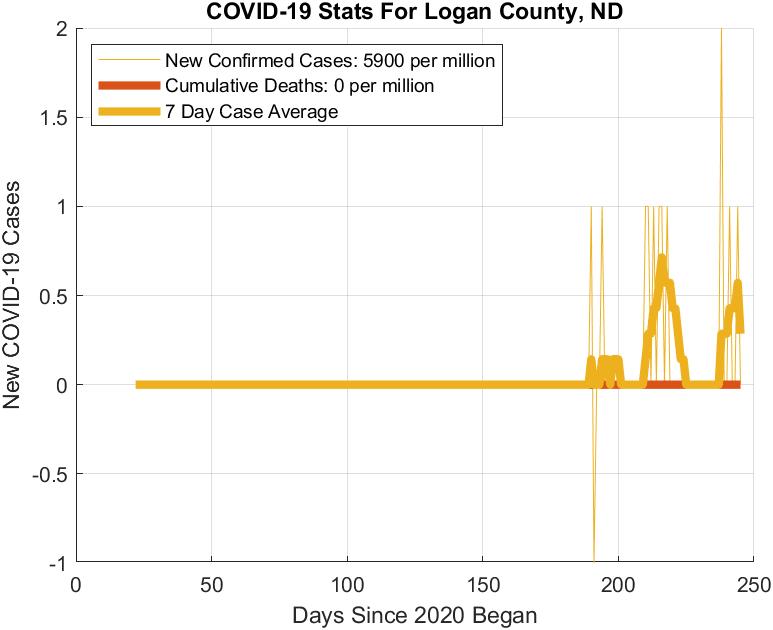 COVID-19 Stats For Logan County, ND
New Confirmed Cases: 5900 per million
Cumulative Deaths: 0 per million
7 Day Case Average
New COVID-19 Cases
2
1.5
1
0.5
0
-0.5
-1
0 50 100 150 200 250
Days Since 2020 Began